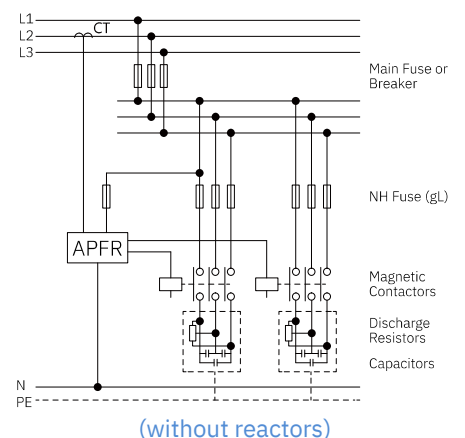 L1
L2
CT
L3
Main Fuse or
Breaker
NH Fuse (gL)
APFR
Magnetic
Contactors
Discharge
Resistors
Capacitors
N
PE
(without reactors)